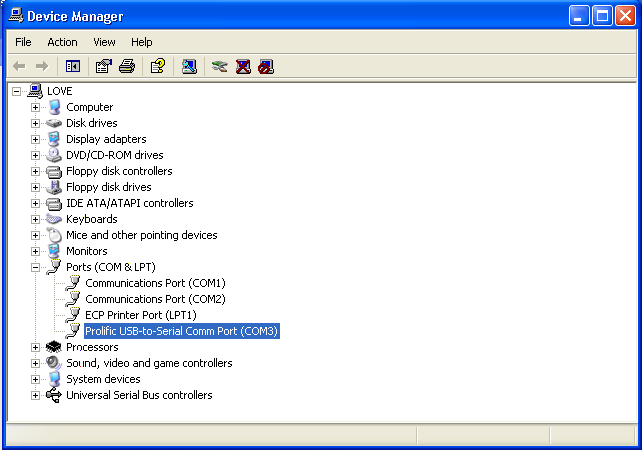 Device Manager
File Action View Help
LOVE
Computer
Disk drives
Display adapters
DVD/CD-ROM drives
Floppy disk controllers
Floppy disk drives
IDE ATA/ATAPI controllers
Keyboards
Mice and other pointing devices
Monitors
Ports (COM & LPT)
Communications Port (COM1)
Communications Port (COM2)
ECP Printer Port (LPT1)
Prolific USB-to-Serial Comm Port (COM3)
Processors
Sound, video and game controllers
System devices
Universal Serial Bus controllers